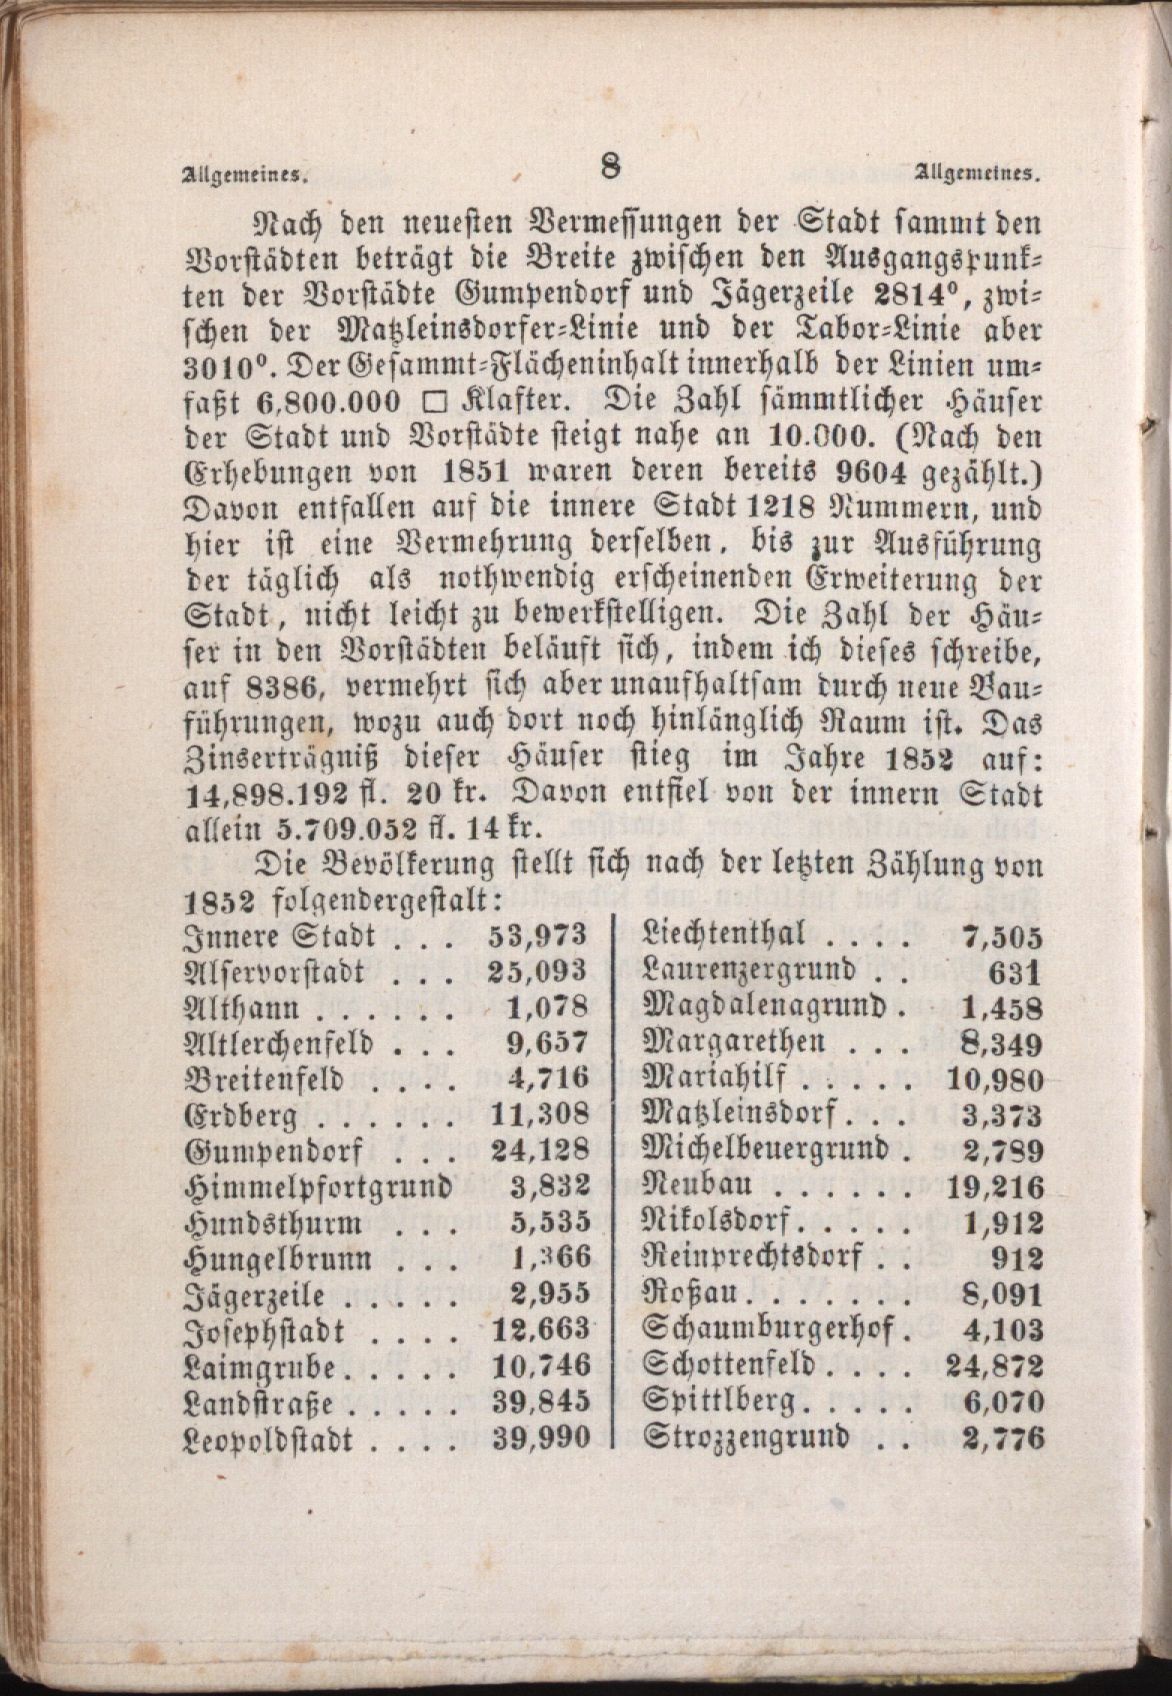 Allgemeines. 8 Allgemeines.
Nach den neuesten Vermessungen der Stadt sammt den
Vorstädten beträgt die Breite zwischen den Ausgangspunk-
ten der Vorstädte Gumpendorf und Jägerzeile 2814⁰, zwi-
schen der Matzleinsdorfer-Linie und der Tabor-Linie aber
3010⁰. Der Gesammt-Flächeninhalt innerhalb der Linien um-
faßt 6,800.000 □ Klafter. Die Zahl sämmtlicher Häuser
der Stadt und Vorstädte steigt nahe an 10.000. (Nach den
Erhebungen von 1851 waren deren bereits 9604 gezählt.)
Davon entfallen auf die innere Stadt 1218 Nummern, und
hier ist eine Vermehrung derselben, bis zur Ausführung
der täglich als nothwendig erscheinenden Erweiterung der
Stadt, nicht leicht zu bewerkstelligen. Die Zahl der Häu-
ser in den Vorstädten beläuft sich, indem ich dieses schreibe,
auf 8386, vermehrt sich aber unaufhaltsam durch neue Bau-
führungen, wozu auch dort noch hinlänglich Raum ist. Das
Zinserträgniß dieser Häuser stieg im Jahre 1852 auf:
14,898.192 fl. 20 kr. Davon entfiel von der innern Stadt
allein 5.709.052 fl. 14 kr.
Die Bevölkerung stellt sich nach der letzten Zählung von
1852 folgendergestalt:
Innere Stadt . . . 53,973
Alservorstadt . . . 25,093
Althann . . . . . . 1,078
Altlerchenfeld . . . 9,657
Breitenfeld . . . . 4,716
Erdberg . . . . . . 11,308
Gumpendorf . . . 24,128
Himmelpfortgrund 3,832
Hundsthurm . . . 5,535
Hungelbrunn . . . 1,366
Jägerzeile . . . . . 2,955
Josephstadt . . . . 12,663
Laimgrube . . . . . 10,746
Landstraße . . . . . 39,845
Leopoldstadt . . . . 39,990
Liechtenthal . . . . 7,505
Laurenzergrund . . 631
Magdalenagrund . 1,458
Margarethen . . . 8,349
Mariahilf . . . . . 10,980
Matzleinsdorf . . . 3,373
Michelbeuergrund . 2,789
Neubau . . . . . . 19,216
Nikolsdorf . . . . . 1,912
Reinprechtsdorf . . 912
Roßau . . . . . . . 8,091
Schaumburgerhof . 4,103
Schottenfeld . . . . 24,872
Spittlberg . . . . . 6,070
Strozzengrund . . 2,776